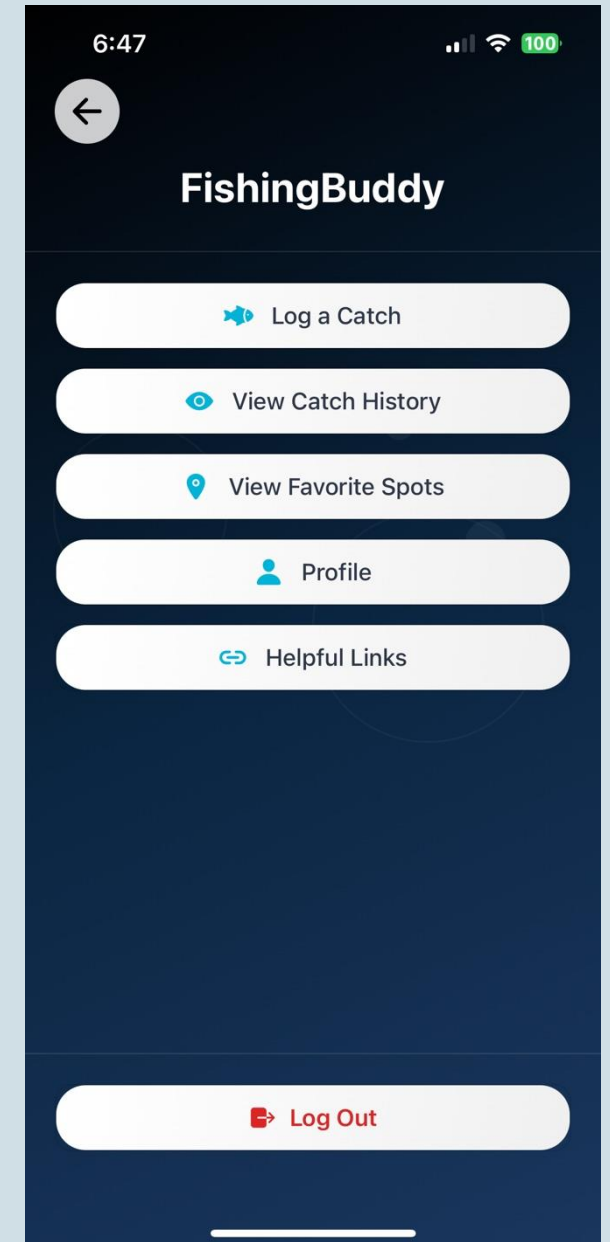 6:47
100
FishingBuddy
Log a Catch
View Catch History
View Favorite Spots
Profile
Helpful Links
Log Out